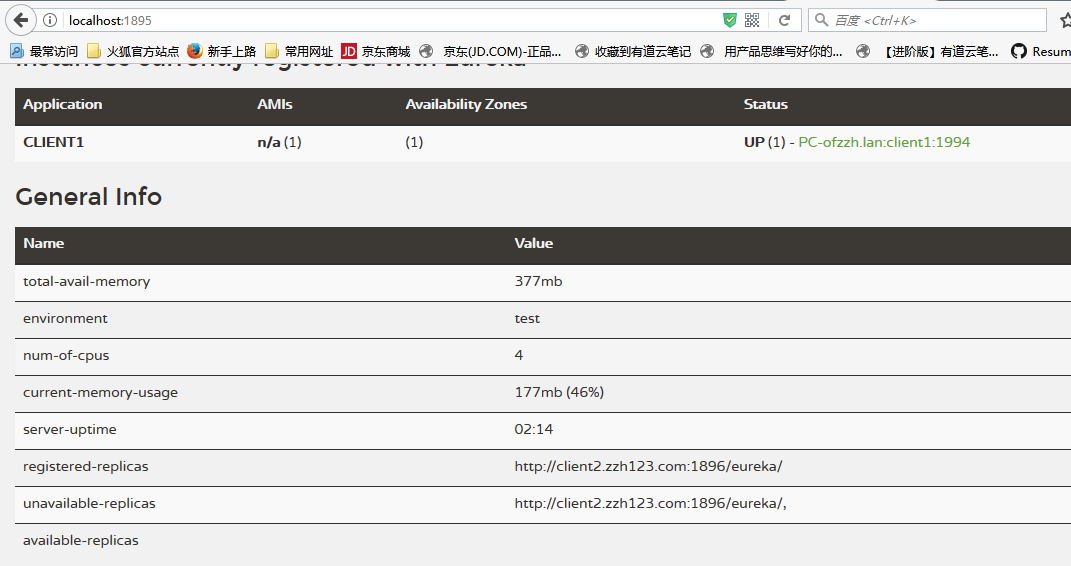 localhost:1895
百度 <Ctrl+K>
最常访问 火狐官方站点 新手上路 常用网址 JD 京东商城 京东(JD.COM)-正品... 收藏到有道云笔记 用产品思维写好你的... 【进阶版】有道云笔... Resum
Instances currently registered with Eureka
Application AMIs Availability Zones Status
CLIENT1 n/a (1) (1) UP (1) - PC-ofzzh.lan:client1:1994
General Info
Name Value
total-avail-memory 377mb
environment test
num-of-cpus 4
current-memory-usage 177mb (46%)
server-uptime 02:14
registered-replicas http://client2.zzh123.com:1896/eureka/
unavailable-replicas http://client2.zzh123.com:1896/eureka/,
available-replicas